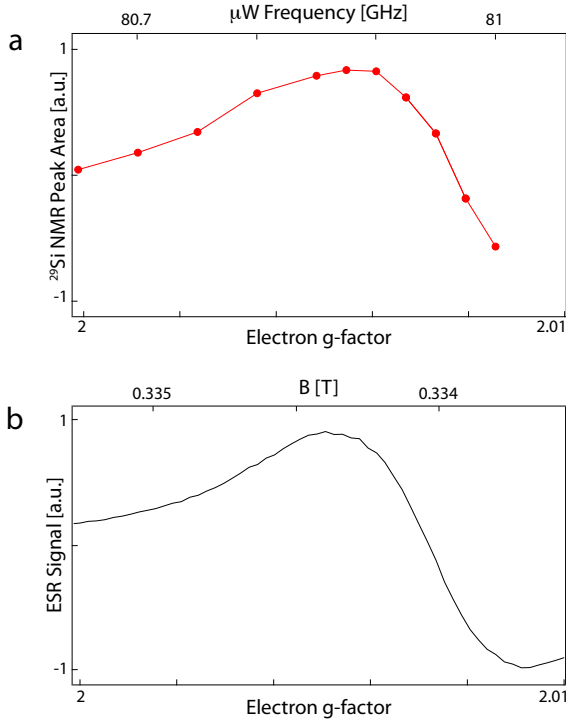 a
μW Frequency [GHz]
80.7
81
1
-1
²⁹Si NMR Peak Area [a.u.]
2
2.01
Electron g-factor
b
B [T]
0.335
0.334
1
-1
ESR Signal [a.u.]
2
2.01
Electron g-factor